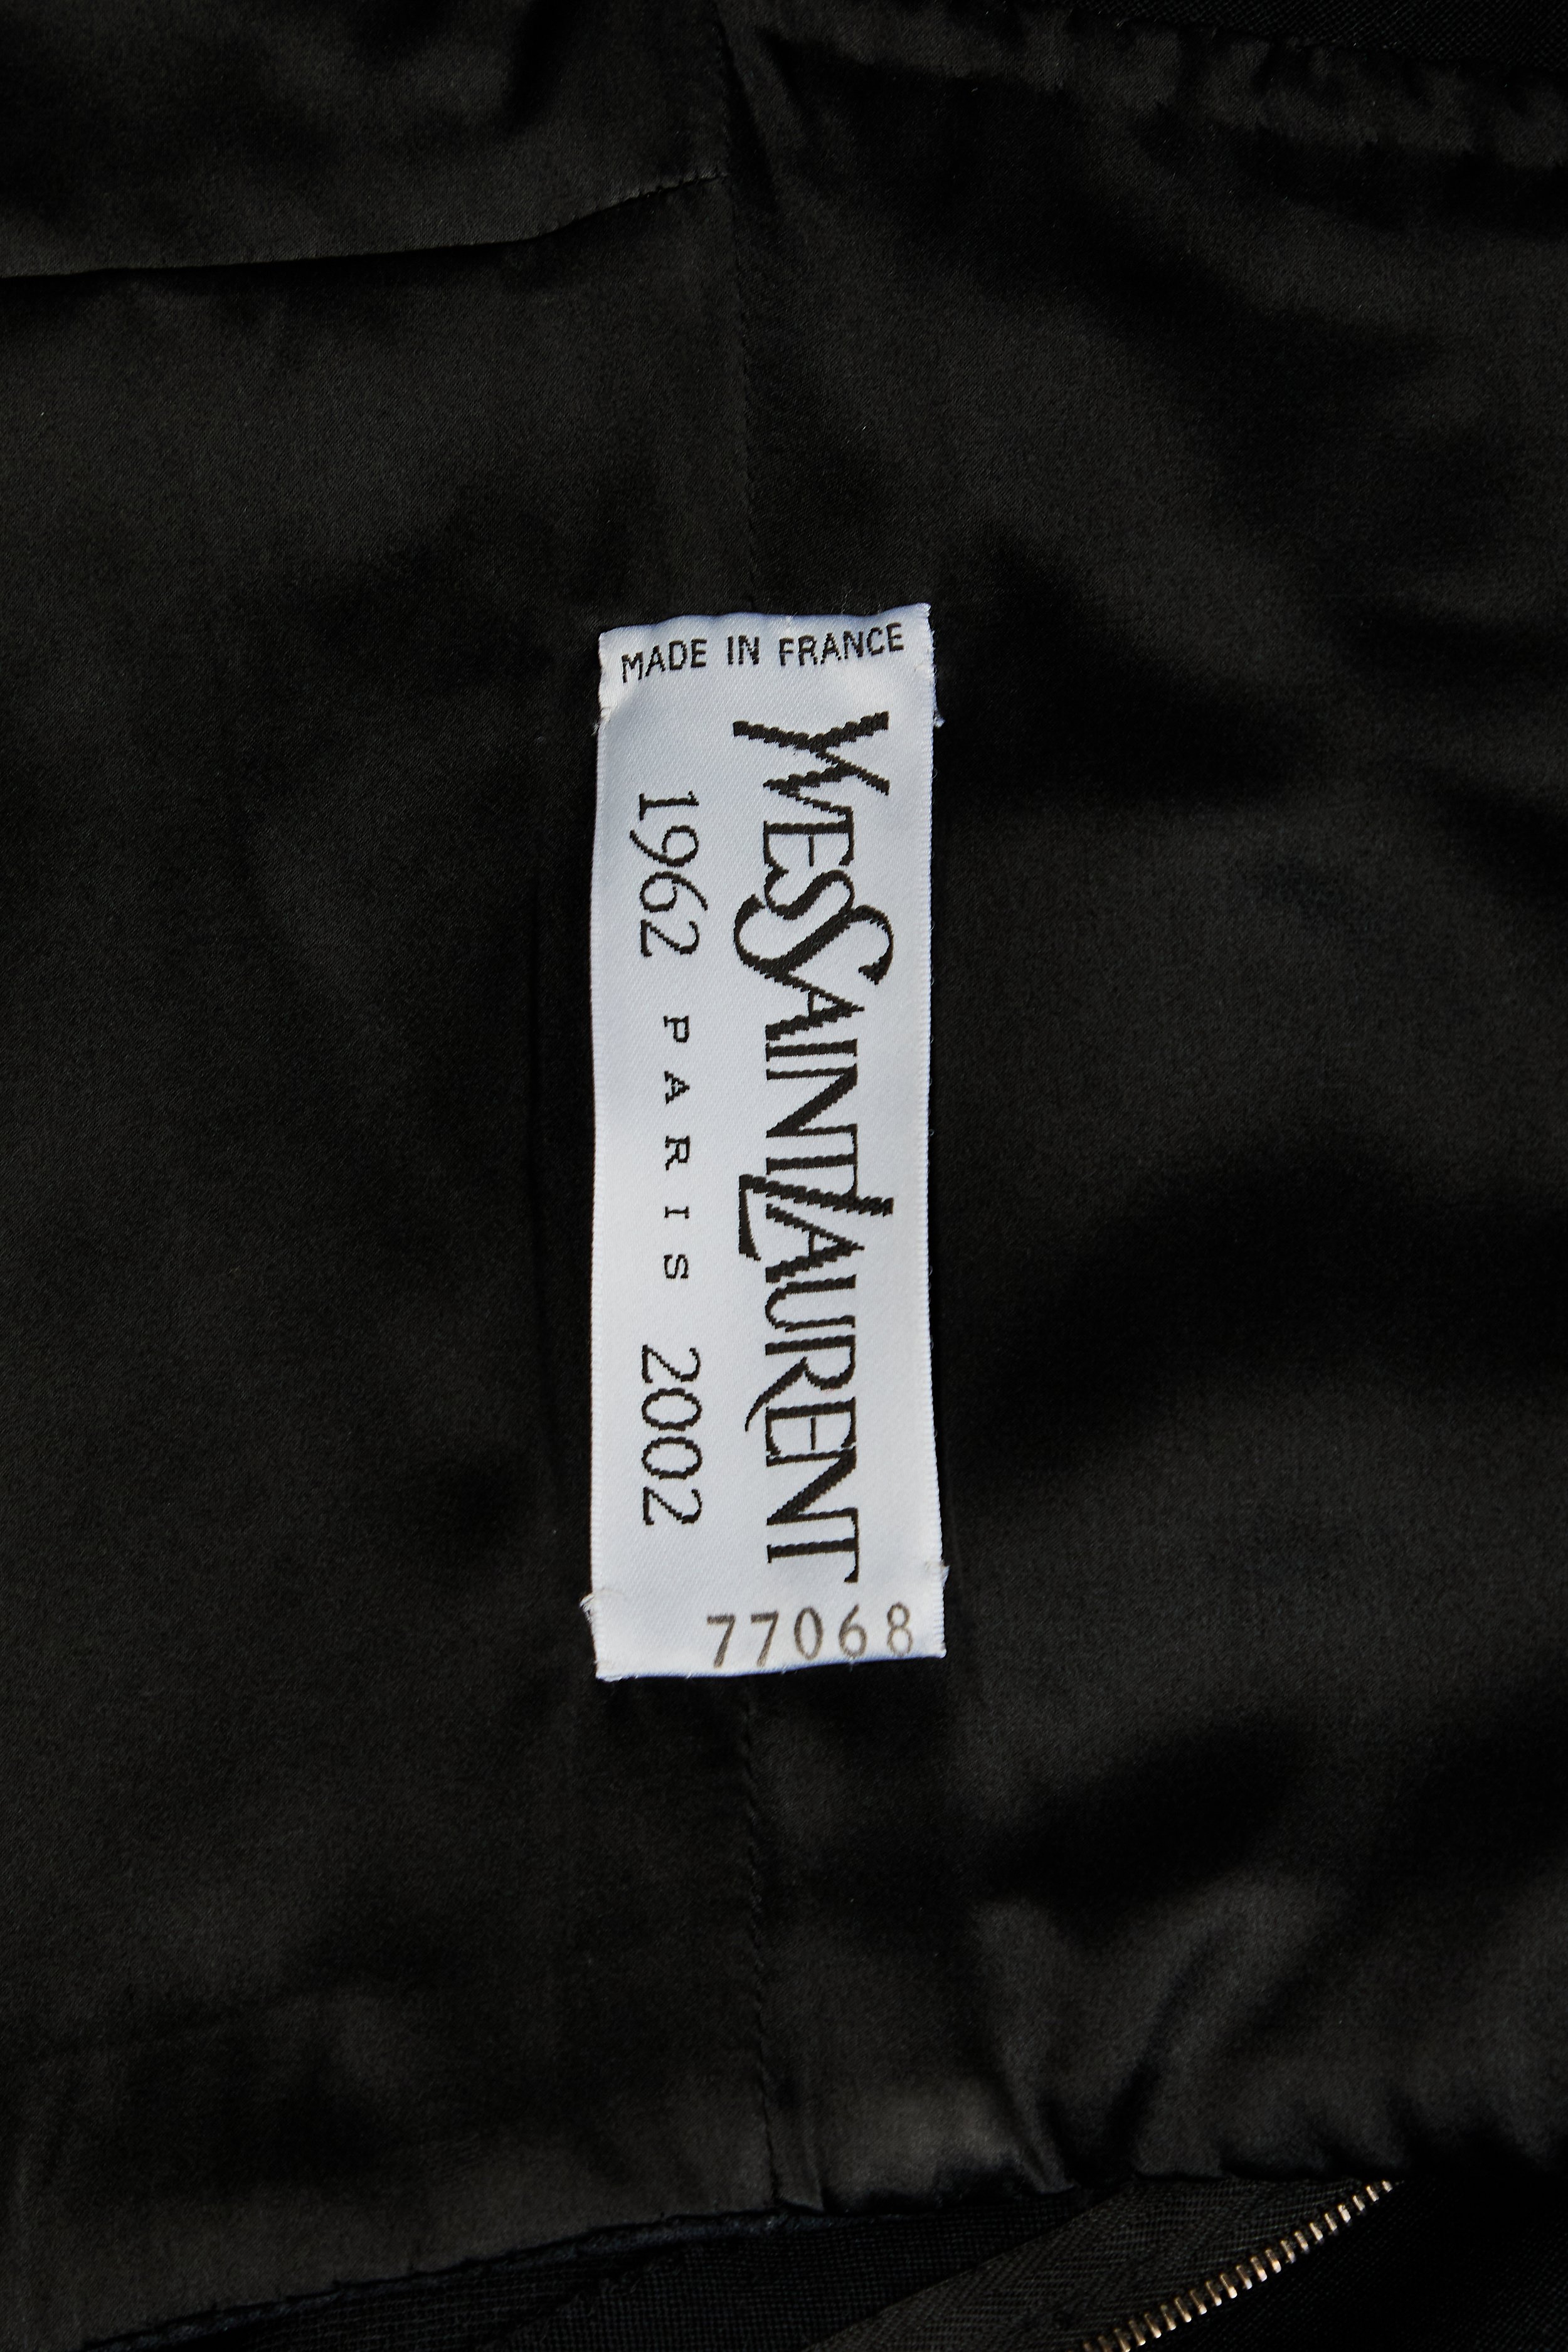 MADE IN FRANCE
YVES SAINT LAURENT
1962 PARIS 2002
77068